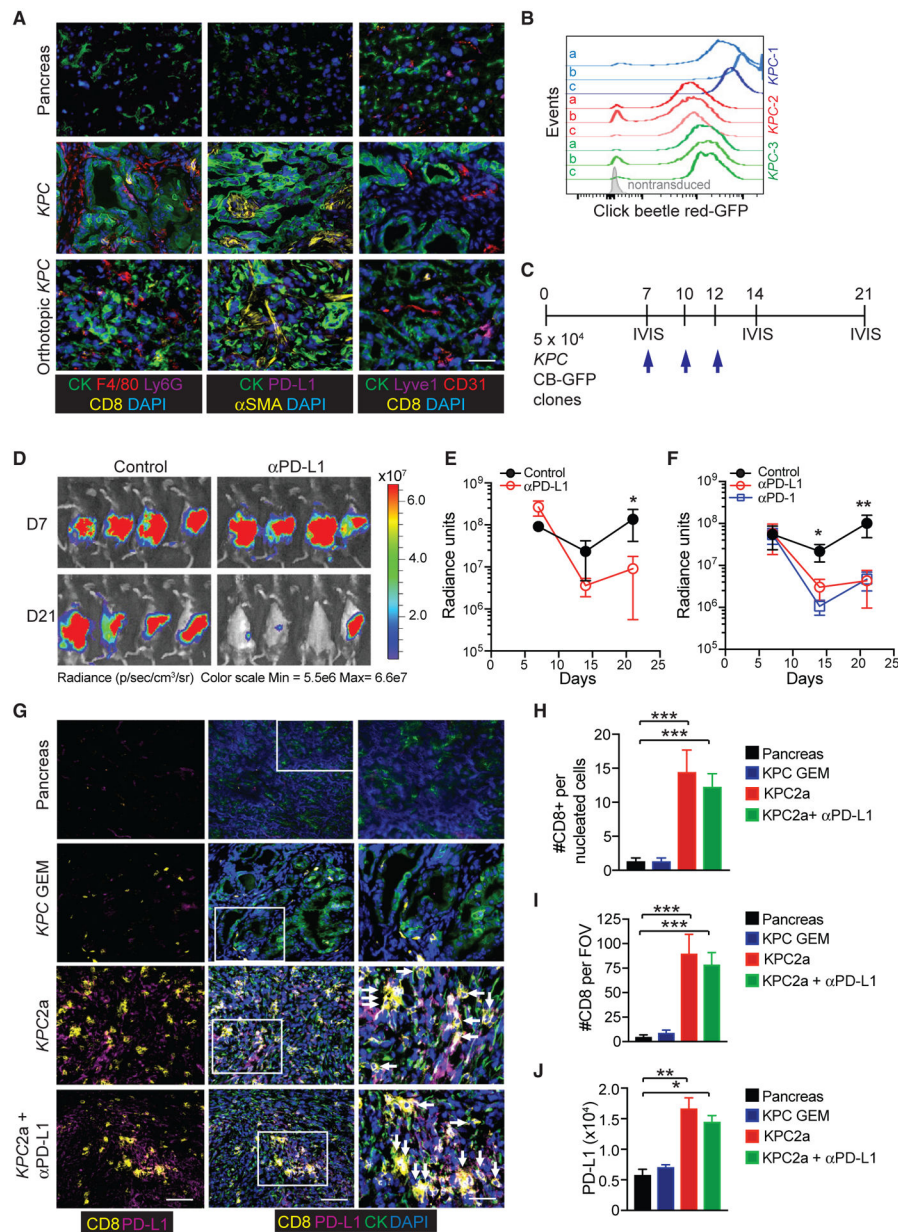 A
Pancreas
KPC
Orthotopic KPC
CK F4/80 Ly6G
CD8 DAPI
CK PD-L1
αSMA DAPI
CK Lyve1 CD31
CD8 DAPI
B
Events
a
b
c
a
b
c
a
b
c
KPC-1
KPC-2
KPC-3
nontransduced
Click beetle red-GFP
C
0 7 10 12 14 21
IVIS IVIS IVIS
5 x 10⁴
KPC
CB-GFP
clones
D
Control αPD-L1
D7
D21
x10⁷
6.0
4.0
2.0
Radiance (p/sec/cm³/sr) Color scale Min = 5.5e6 Max= 6.6e7
E
Control
αPD-L1
Radiance units
10⁹
10⁸
10⁷
10⁶
10⁵
*
0 5 10 15 20 25
Days
F
Control
αPD-L1
αPD-1
Radiance units
10⁹
10⁸
10⁷
10⁶
10⁵
* **
0 5 10 15 20 25
Days
G
Pancreas
KPC GEM
KPC2a
KPC2a +
αPD-L1
CD8 PD-L1
CD8 PD-L1 CK DAPI
H
#CD8+ per
nucleated cells
20
15
10
5
0
***
***
Pancreas
KPC GEM
KPC2a
KPC2a+ αPD-L1
I
#CD8 per FOV
125
100
75
50
25
0
***
***
Pancreas
KPC GEM
KPC2a
KPC2a + αPD-L1
J
PD-L1 (x10⁴)
2.0
1.5
1.0
0.5
0
**
*
Pancreas
KPC GEM
KPC2a
KPC2a + αPD-L1